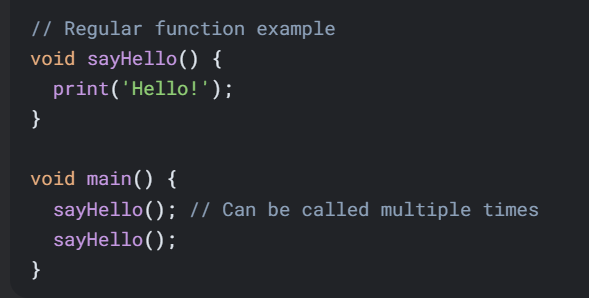 // Regular function example
void sayHello() {
  print('Hello!');
}

void main() {
  sayHello(); // Can be called multiple times
  sayHello();
}